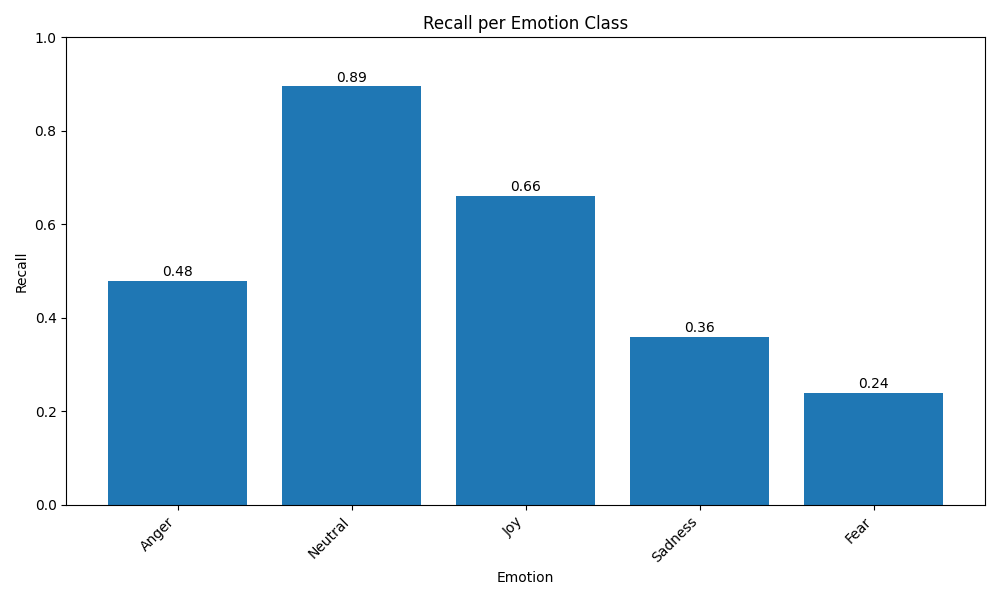 Recall per Emotion Class
1.0
0.8
0.6
0.4
0.2
0.0
Recall
0.48
0.89
0.66
0.36
0.24
Anger
Neutral
Joy
Sadness
Fear
Emotion